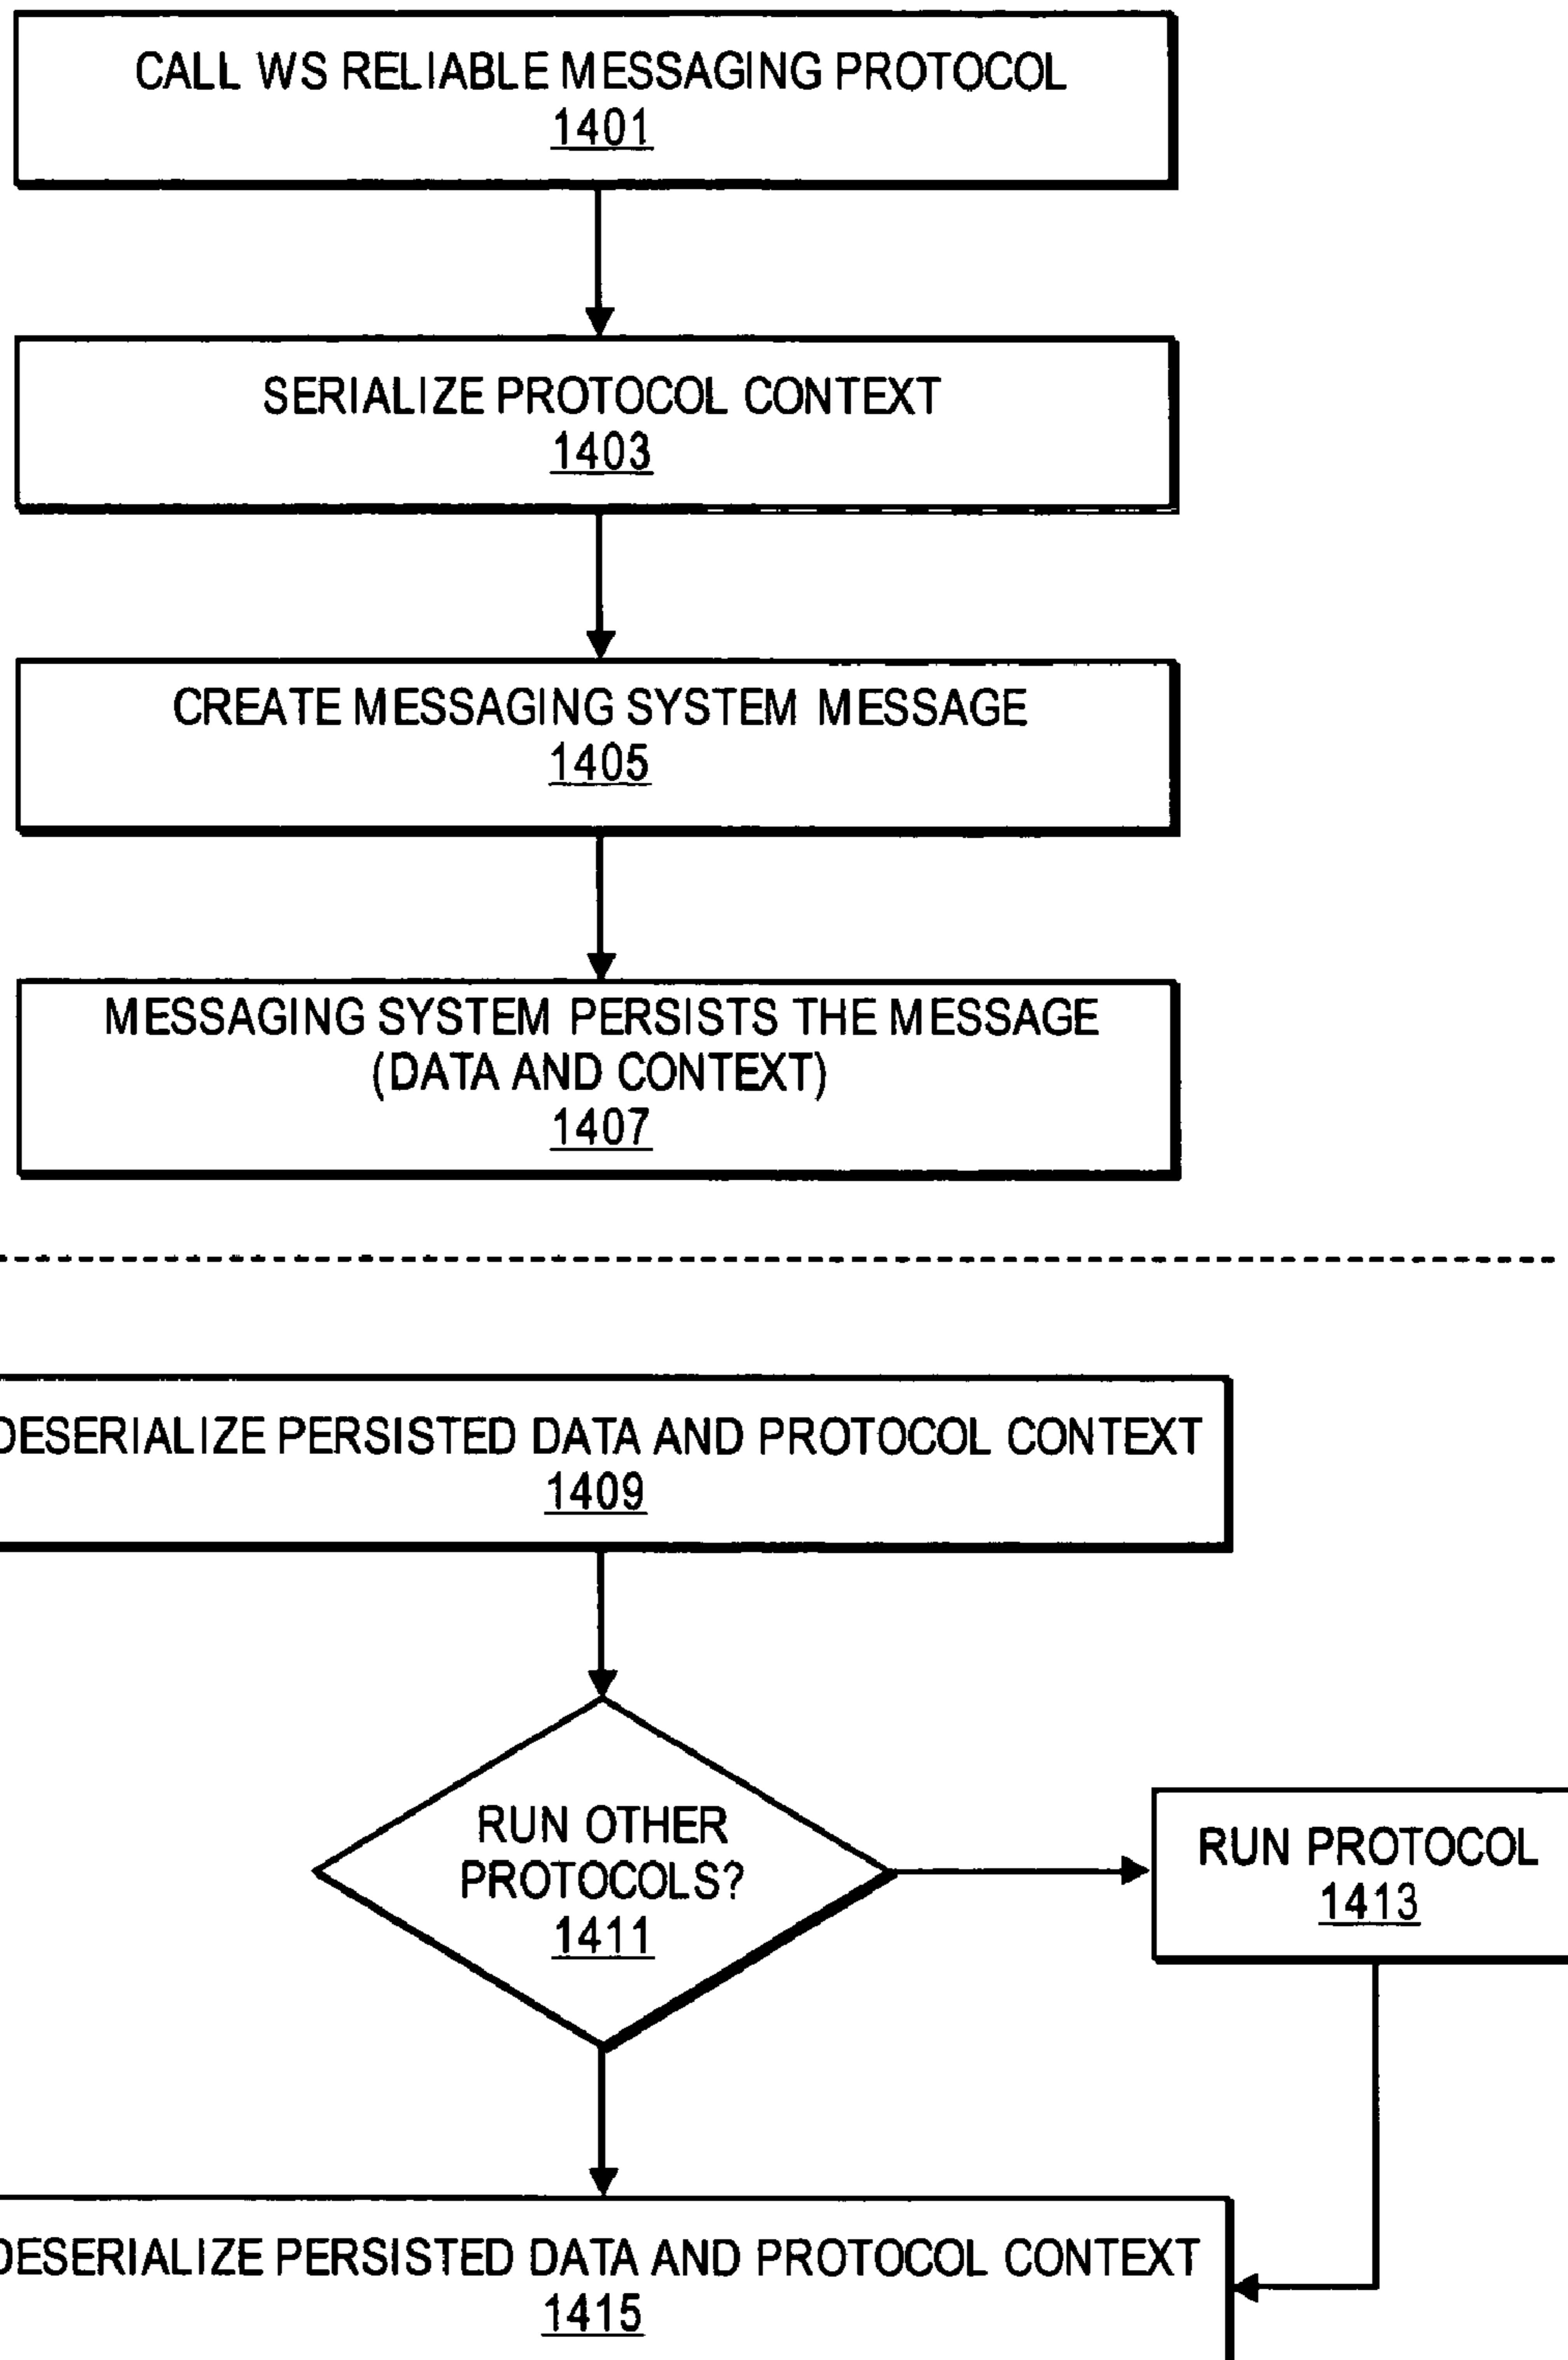 CALL WS RELIABLE MESSAGING PROTOCOL
1401
SERIALIZE PROTOCOL CONTEXT
1403
CREATE MESSAGING SYSTEM MESSAGE
1405
MESSAGING SYSTEM PERSISTS THE MESSAGE
(DATA AND CONTEXT)
1407
DESERIALIZE PERSISTED DATA AND PROTOCOL CONTEXT
1409
RUN OTHER
PROTOCOLS?
1411
RUN PROTOCOL
1413
DESERIALIZE PERSISTED DATA AND PROTOCOL CONTEXT
1415